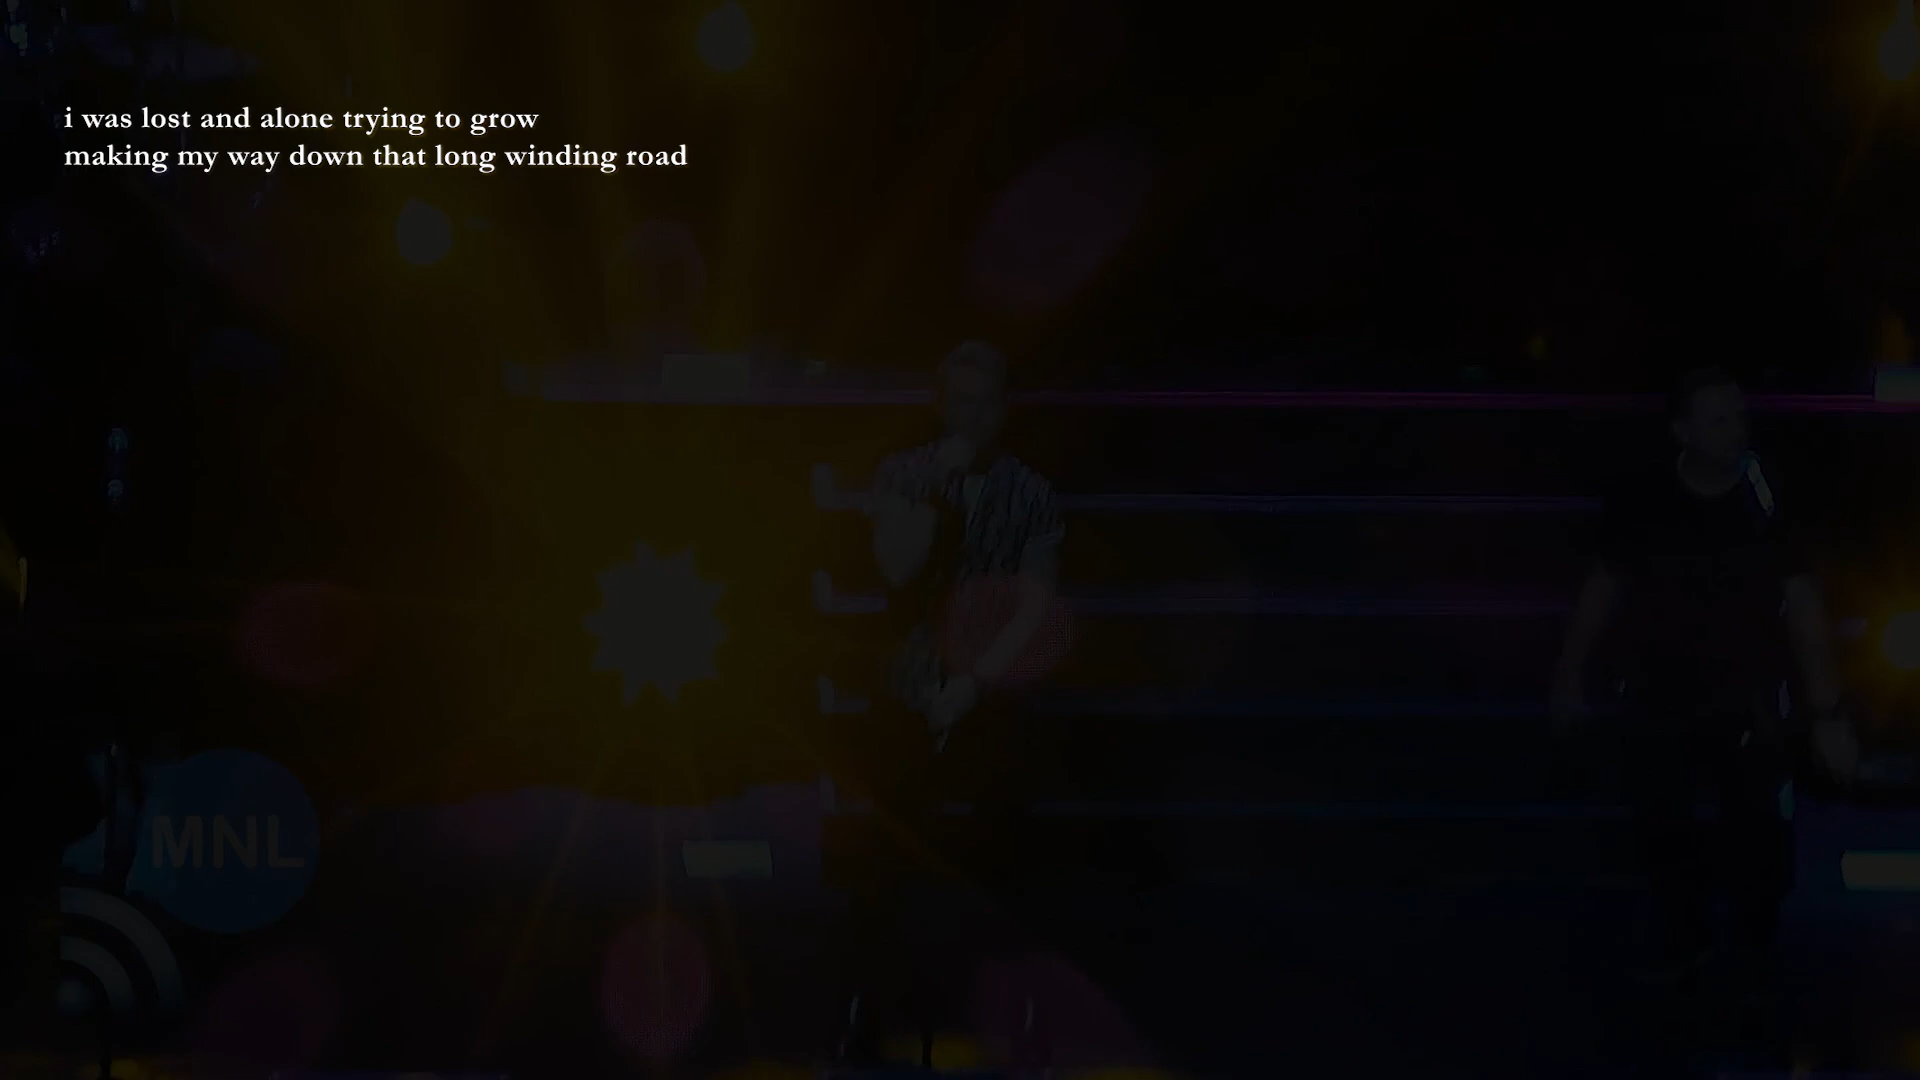 i was lost and alone trying to grow
making my way down that long winding road
MNL